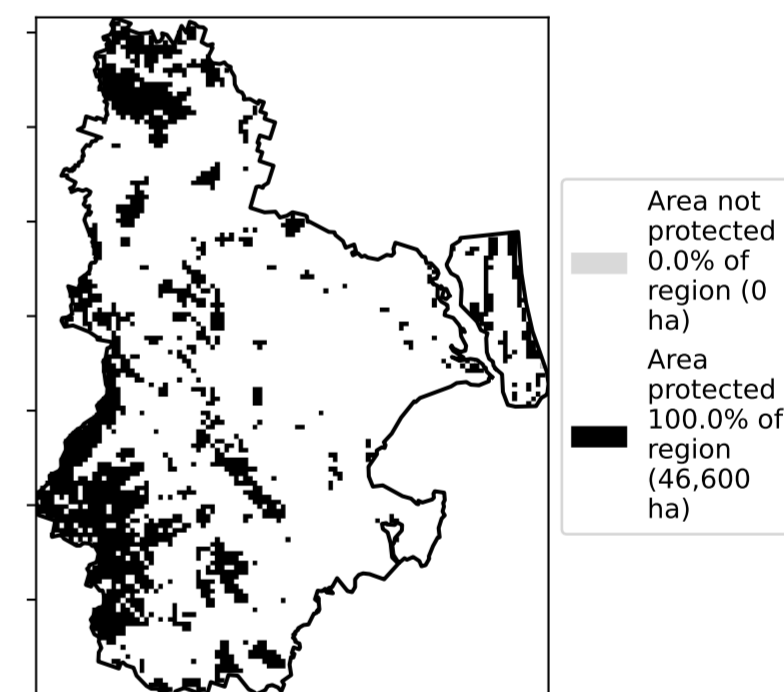 Area not
protected
0.0% of
region (0
ha)
Area
protected
100.0% of
region
(46,600
ha)